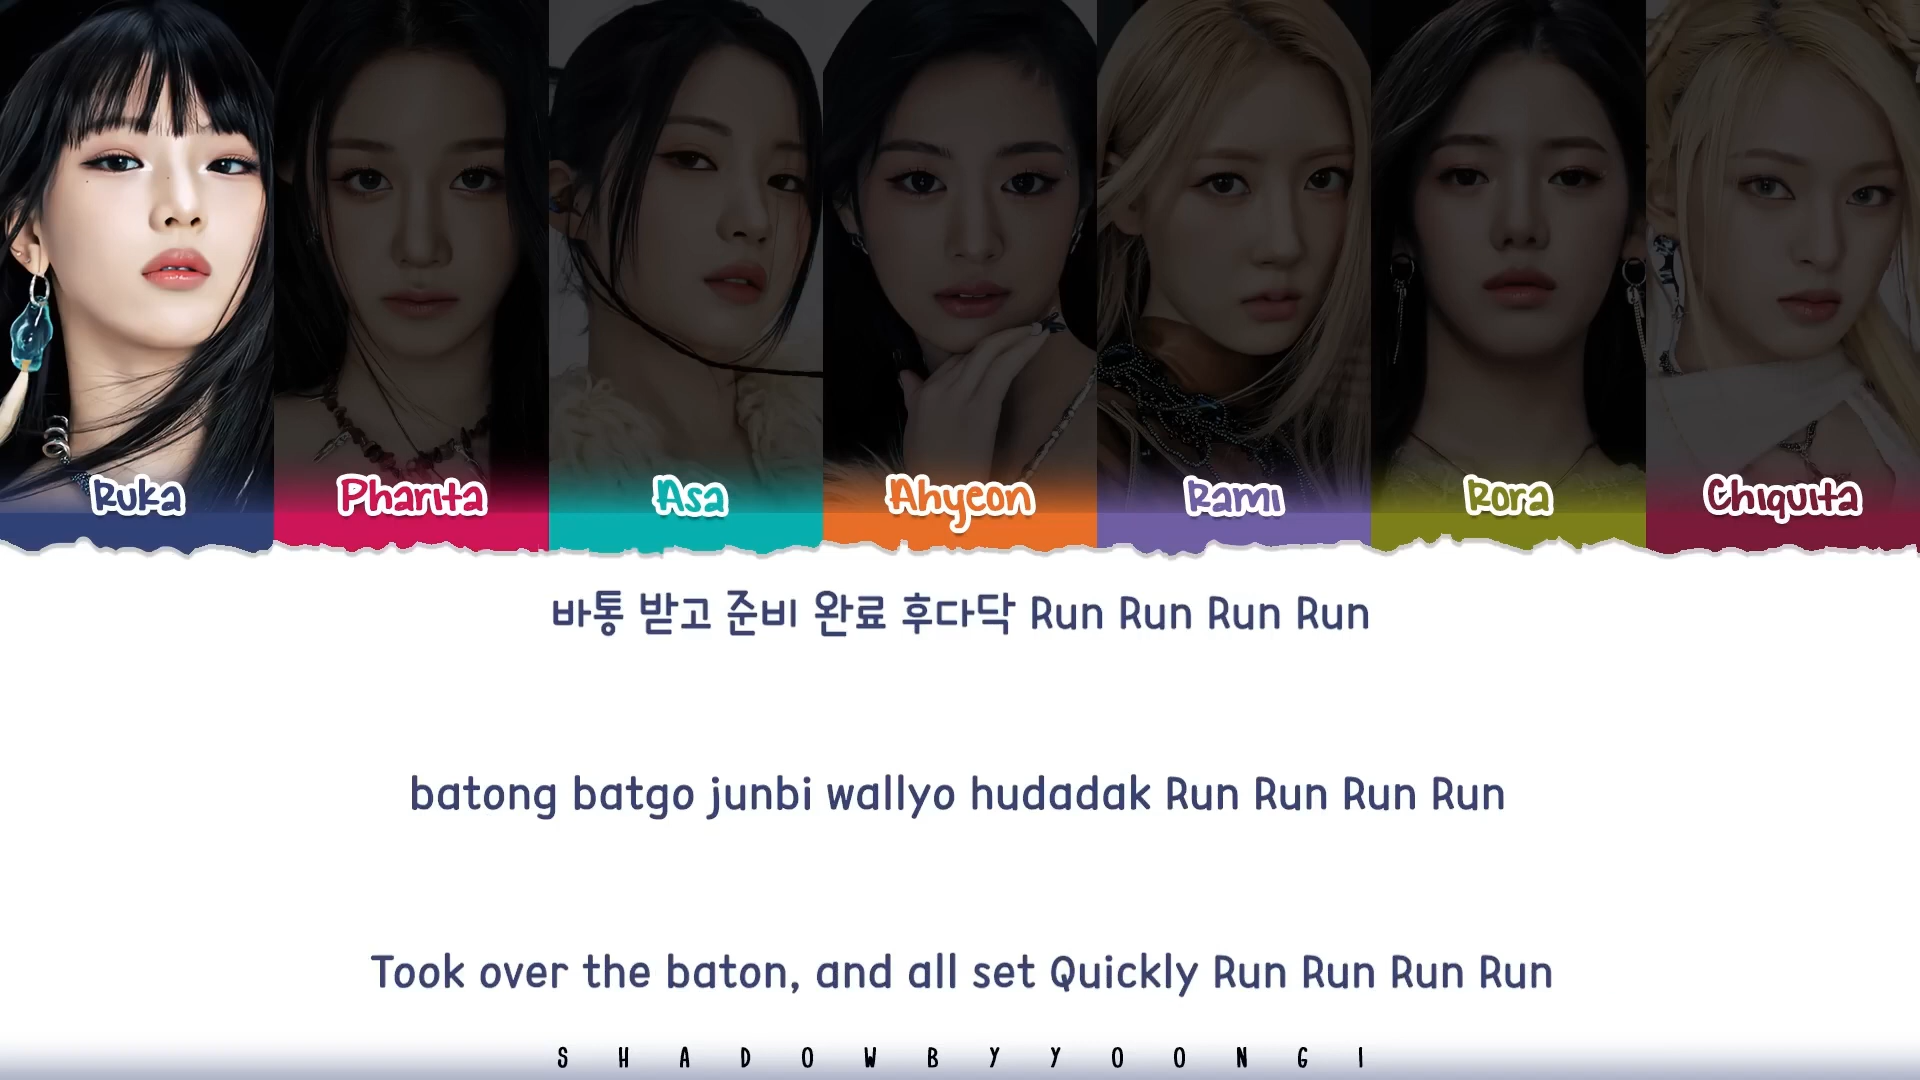 Ruka Pharita Asa Ahyeon Rami Rora Chiquita
바통 받고 준비 완료 후다닥 Run Run Run Run
batong batgo junbi wallyo hudadak Run Run Run Run
Took over the baton, and all set Quickly Run Run Run Run
SHADOWBYYOONGI